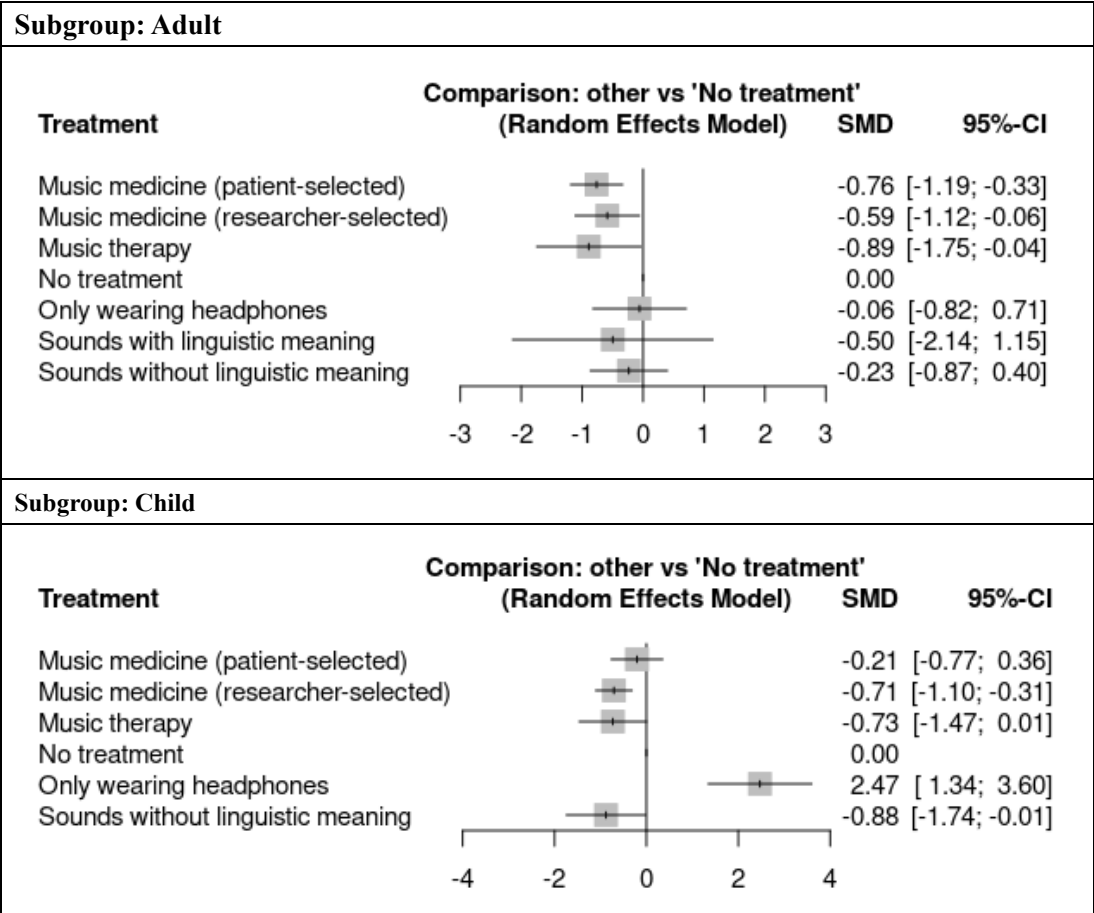 Subgroup: Adult
Comparison: other vs 'No treatment'
Treatment (Random Effects Model) SMD 95%-CI
Music medicine (patient-selected) -0.76 [-1.19; -0.33]
Music medicine (researcher-selected) -0.59 [-1.12; -0.06]
Music therapy -0.89 [-1.75; -0.04]
No treatment 0.00
Only wearing headphones -0.06 [-0.82; 0.71]
Sounds with linguistic meaning -0.50 [-2.14; 1.15]
Sounds without linguistic meaning -0.23 [-0.87; 0.40]
-3 -2 -1 0 1 2 3
Subgroup: Child
Comparison: other vs 'No treatment'
Treatment (Random Effects Model) SMD 95%-CI
Music medicine (patient-selected) -0.21 [-0.77; 0.36]
Music medicine (researcher-selected) -0.71 [-1.10; -0.31]
Music therapy -0.73 [-1.47; 0.01]
No treatment 0.00
Only wearing headphones 2.47 [ 1.34; 3.60]
Sounds without linguistic meaning -0.88 [-1.74; -0.01]
-4 -2 0 2 4